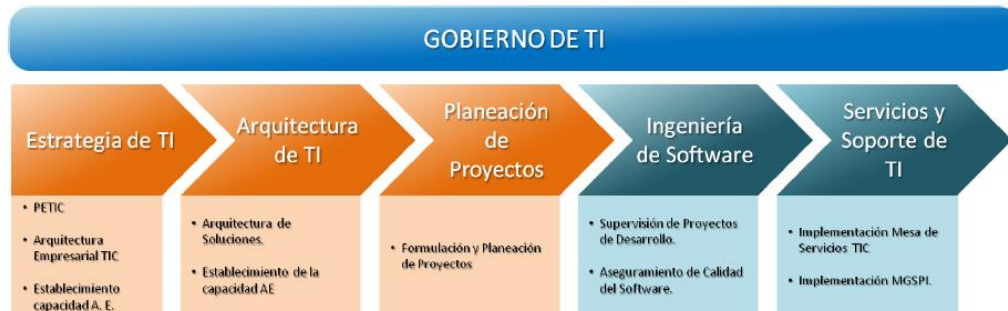 GOBIERNO DE TI
Estrategia de TI
Arquitectura
de TI
Planeación
de
Proyectos
Ingeniería
de Software
Servicios y
Soporte de
TI
• PETIC
• Arquitectura
Empresarial TIC
• Establecimiento
capacidad A. E.
• Arquitectura de
Soluciones.
• Establecimiento de la
capacidad AE
• Formulación y Planeación
de Proyectos
• Supervisión de Proyectos
de Desarrollo.
• Aseguramiento de Calidad
del Software.
• Implementación Mesa de
Servicios TIC
• Implementación MGSPI.